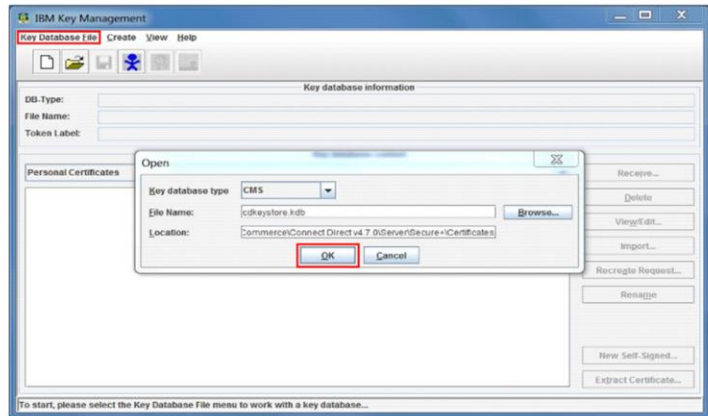 IBM Key Management
Key Database File Create View Help
Key database information
DB-Type:
File Name:
Token Label:
Open
Personal Certificates
Key database type CMS
File Name: cdkeystore.kdb Browse...
Location: Commerce\Connect Direct v4.7.0\Server\Secure+\Certificates
OK Cancel
Receive...
Delete
View/Edit...
Import...
Recreate Request...
Rename
New Self-Signed...
Extract Certificate...
To start, please select the Key Database File menu to work with a key database...